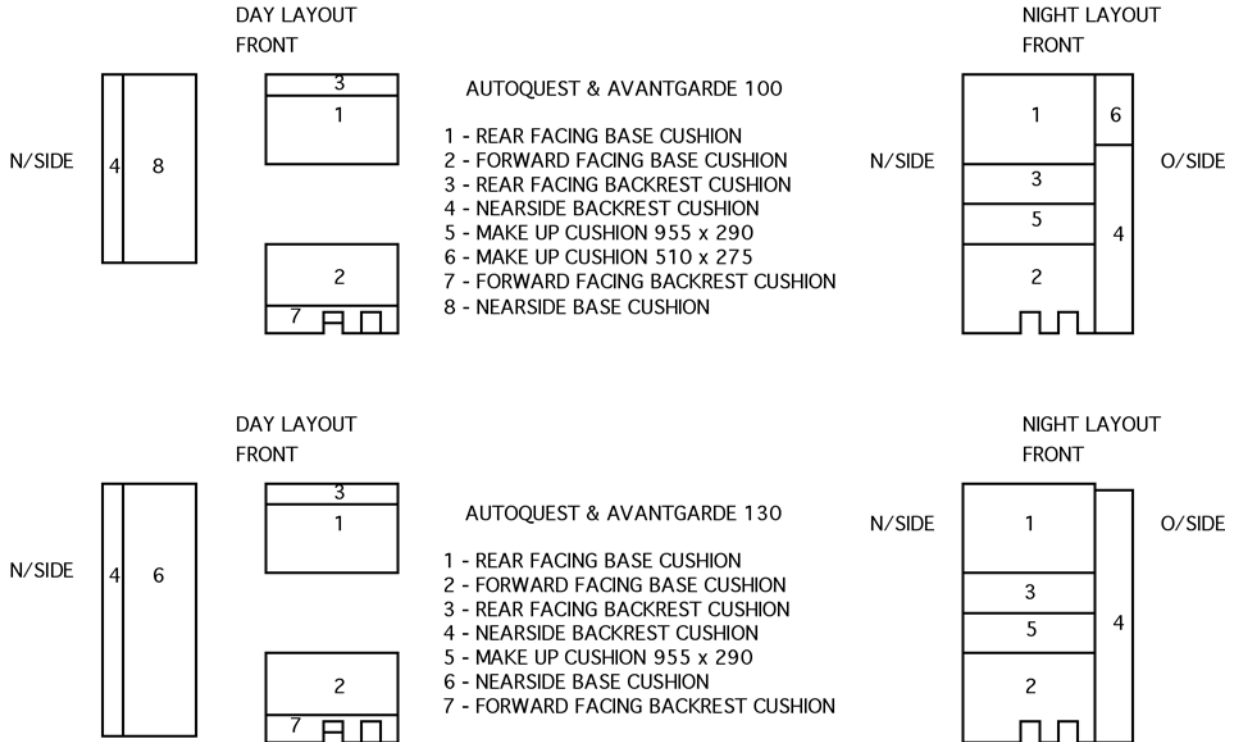 DAY LAYOUT
FRONT
N/SIDE
4
8
3
1
2
7
AUTOQUEST & AVANTGARDE 100
1 - REAR FACING BASE CUSHION
2 - FORWARD FACING BASE CUSHION
3 - REAR FACING BACKREST CUSHION
4 - NEARSIDE BACKREST CUSHION
5 - MAKE UP CUSHION 955 x 290
6 - MAKE UP CUSHION 510 x 275
7 - FORWARD FACING BACKREST CUSHION
8 - NEARSIDE BASE CUSHION
NIGHT LAYOUT
FRONT
N/SIDE
1
6
O/SIDE
3
5
4
2
DAY LAYOUT
FRONT
N/SIDE
4
6
3
1
2
7
AUTOQUEST & AVANTGARDE 130
1 - REAR FACING BASE CUSHION
2 - FORWARD FACING BASE CUSHION
3 - REAR FACING BACKREST CUSHION
4 - NEARSIDE BACKREST CUSHION
5 - MAKE UP CUSHION 955 x 290
6 - NEARSIDE BASE CUSHION
7 - FORWARD FACING BACKREST CUSHION
NIGHT LAYOUT
FRONT
N/SIDE
1
O/SIDE
3
5
4
2